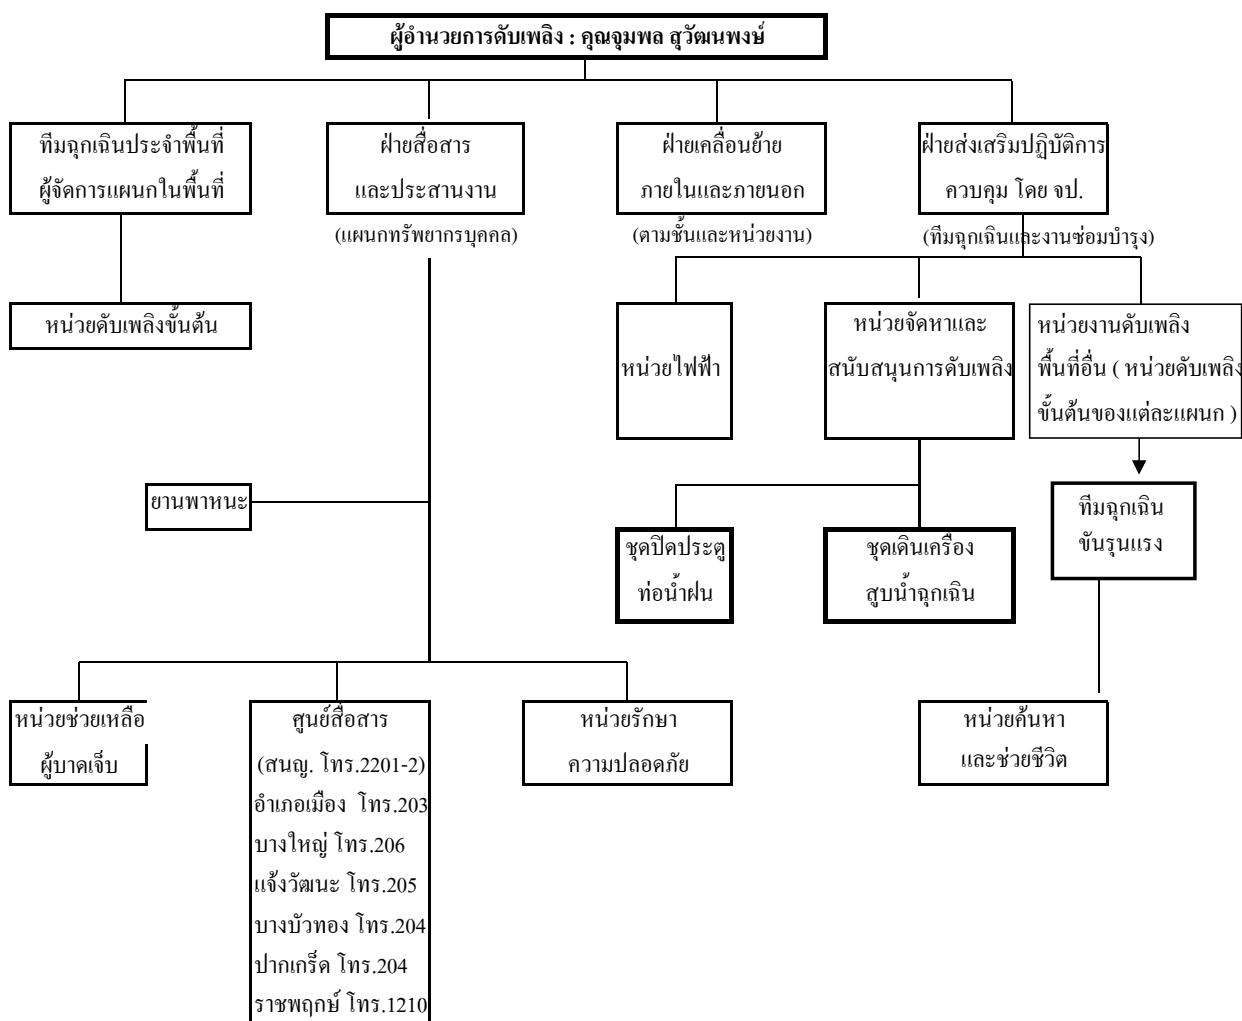 ผู้อำนวยการดับเพลิง : คุณจุมพล สุวัฒนพงษ์
ทีมฉุกเฉินประจำพื้นที่
ผู้จัดการแผนกในพื้นที่
ฝ่ายสื่อสาร
และประสานงาน
(แผนกทรัพยากรบุคคล)
ฝ่ายเคลื่อนย้าย
ภายในและภายนอก
(ตามชั้นและหน่วยงาน)
ฝ่ายส่งเสริมปฏิบัติการ
ควบคุม โดย จป.
(ทีมฉุกเฉินและงานซ่อมบำรุง)
หน่วยดับเพลิงขั้นต้น
หน่วยไฟฟ้า
หน่วยจัดหาและ
สนับสนุนการดับเพลิง
หน่วยงานดับเพลิง
พื้นที่อื่น ( หน่วยดับเพลิง
ขั้นต้นของแต่ละแผนก )
ยานพาหนะ
ชุดปิดประตู
ท่อน้ำฝน
ชุดเดินเครื่อง
สูบน้ำฉุกเฉิน
ทีมฉุกเฉิน
ขันรุนแรง
หน่วยช่วยเหลือ
ผู้บาดเจ็บ
ศูนย์สื่อสาร
(สนญ. โทร.2201-2)
อำเภอเมือง โทร.203
บางใหญ่ โทร.206
แจ้งวัฒนะ โทร.205
บางบัวทอง โทร.204
ปากเกร็ด โทร.204
ราชพฤกษ์ โทร.1210
หน่วยรักษา
ความปลอดภัย
หน่วยค้นหา
และช่วยชีวิต